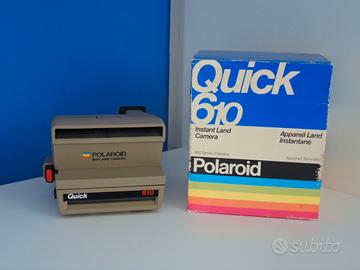 POLAROID
600 LAND CAMERA
Quick
610
Quick
610
Instant Land
Camera
Appareil Land
Instantané
Polaroid
subito